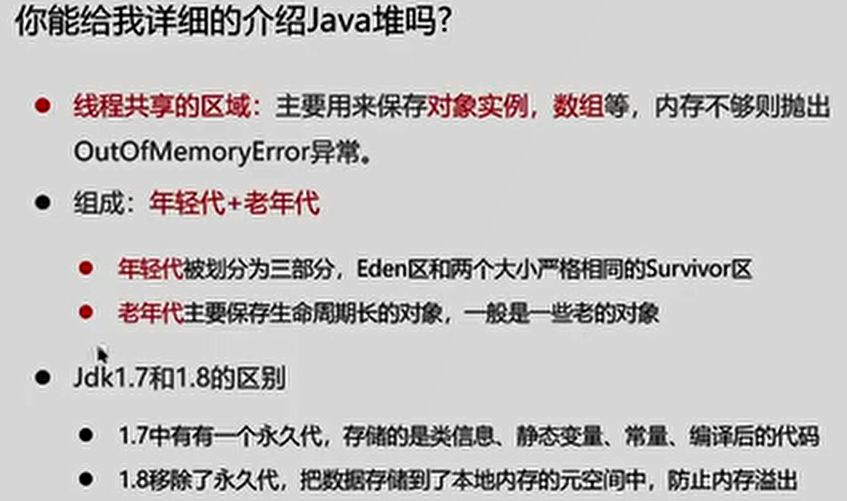 你能给我详细的介绍Java堆吗?
线程共享的区域：主要用来保存对象实例，数组等，内存不够则抛出
OutOfMemoryError异常。
组成：年轻代+老年代
年轻代被划分为三部分，Eden区和两个大小严格相同的Survivor区
老年代主要保存生命周期长的对象，一般是一些老的对象
Jdk1.7和1.8的区别
1.7中有有一个永久代，存储的是类信息、静态变量、常量、编译后的代码
1.8移除了永久代，把数据存储到了本地内存的元空间中，防止内存溢出